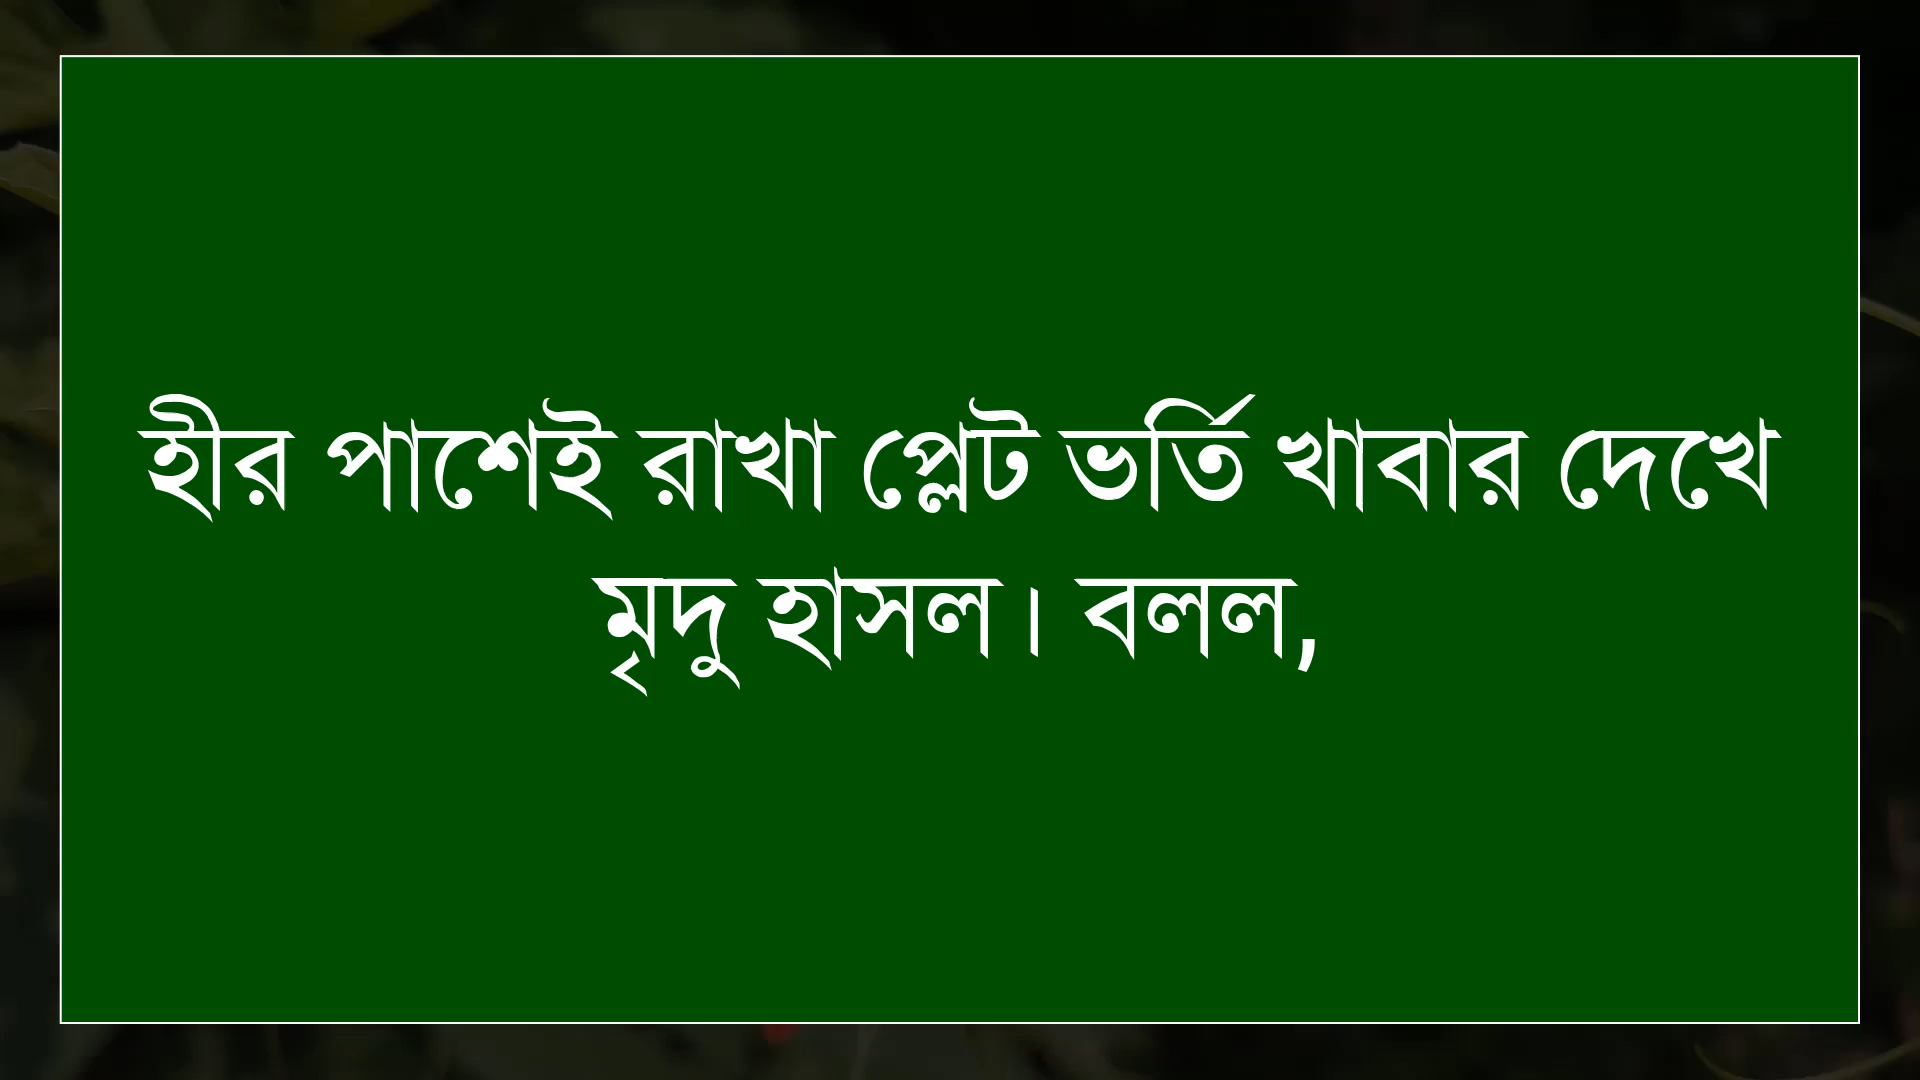 হীর পাশেই রাখা প্লেট ভর্তি খাবার দেখে
মৃদু হাসল। বলল,